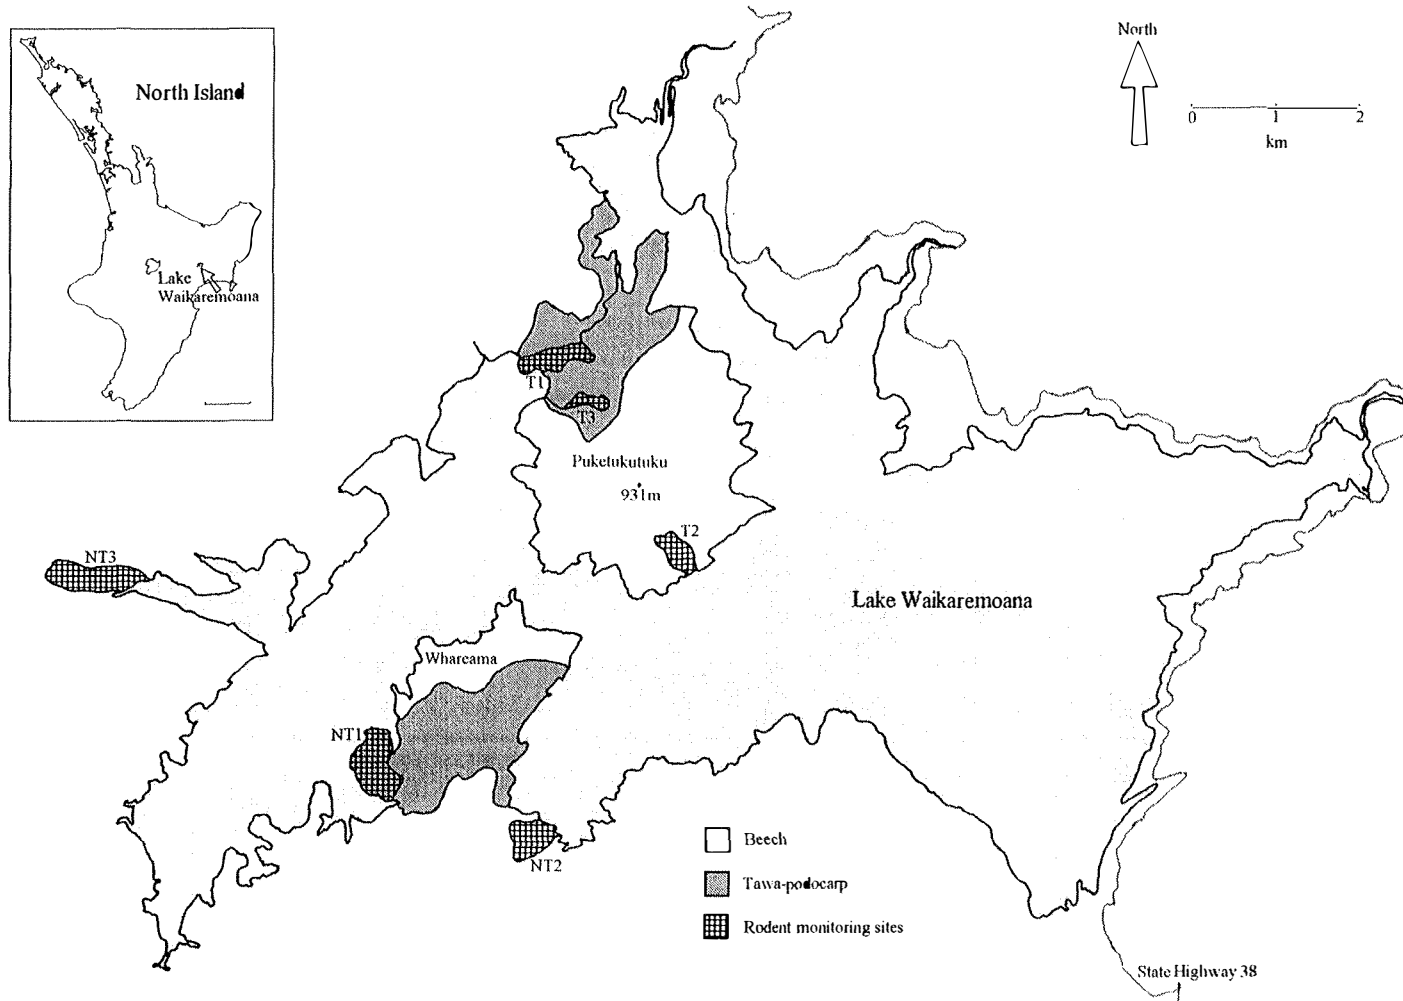 North
North Island
0 1 2
km
Lake
Waikaremoana
T1
T3
Puketukutuku
931m
T2
NT3
Lake Waikaremoana
Whareama
NT1
Beech
NT2
Tawa-podocarp
Rodent monitoring sites
State Highway 38